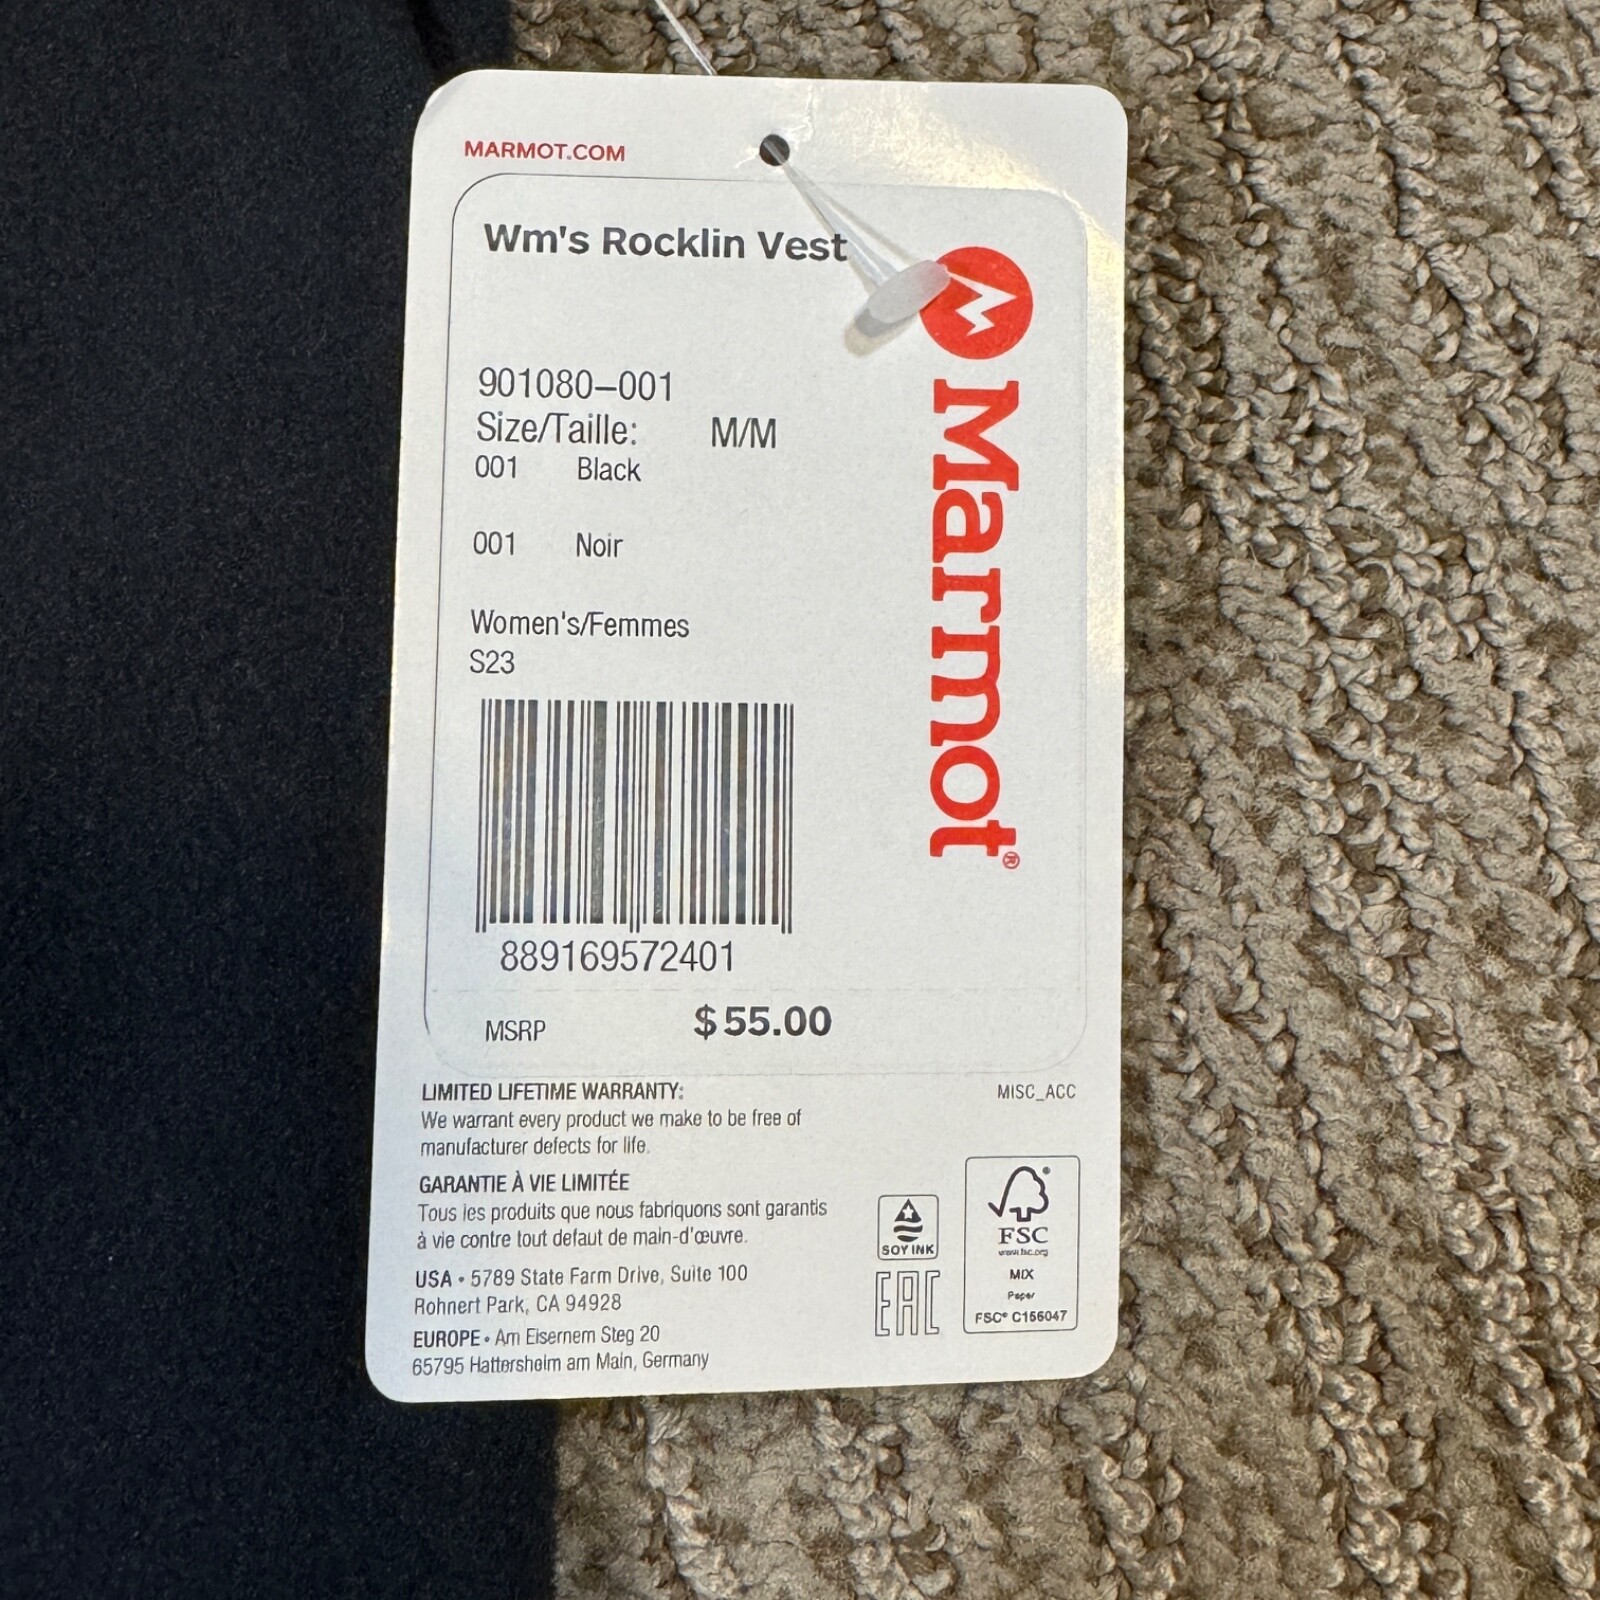 MARMOT.COM
Wm's Rocklin Vest
Marmot®
901080-001
Size/Taille: M/M
001 Black
001 Noir
Women's/Femmes
S23
889169572401
MSRP $55.00
LIMITED LIFETIME WARRANTY:
We warrant every product we make to be free of
manufacturer defects for life.
MISC_ACC
GARANTIE À VIE LIMITÉE
Tous les produits que nous fabriquons sont garantis
à vie contre tout defaut de main-d'œuvre.
USA • 5789 State Farm Drive, Suite 100
Rohnert Park, CA 94928
EUROPE • Am Eisernem Steg 20
65795 Hattersheim am Main, Germany
SOY INK
EAC
FSC
www.fsc.org
MIX
Paper
FSC® C156047